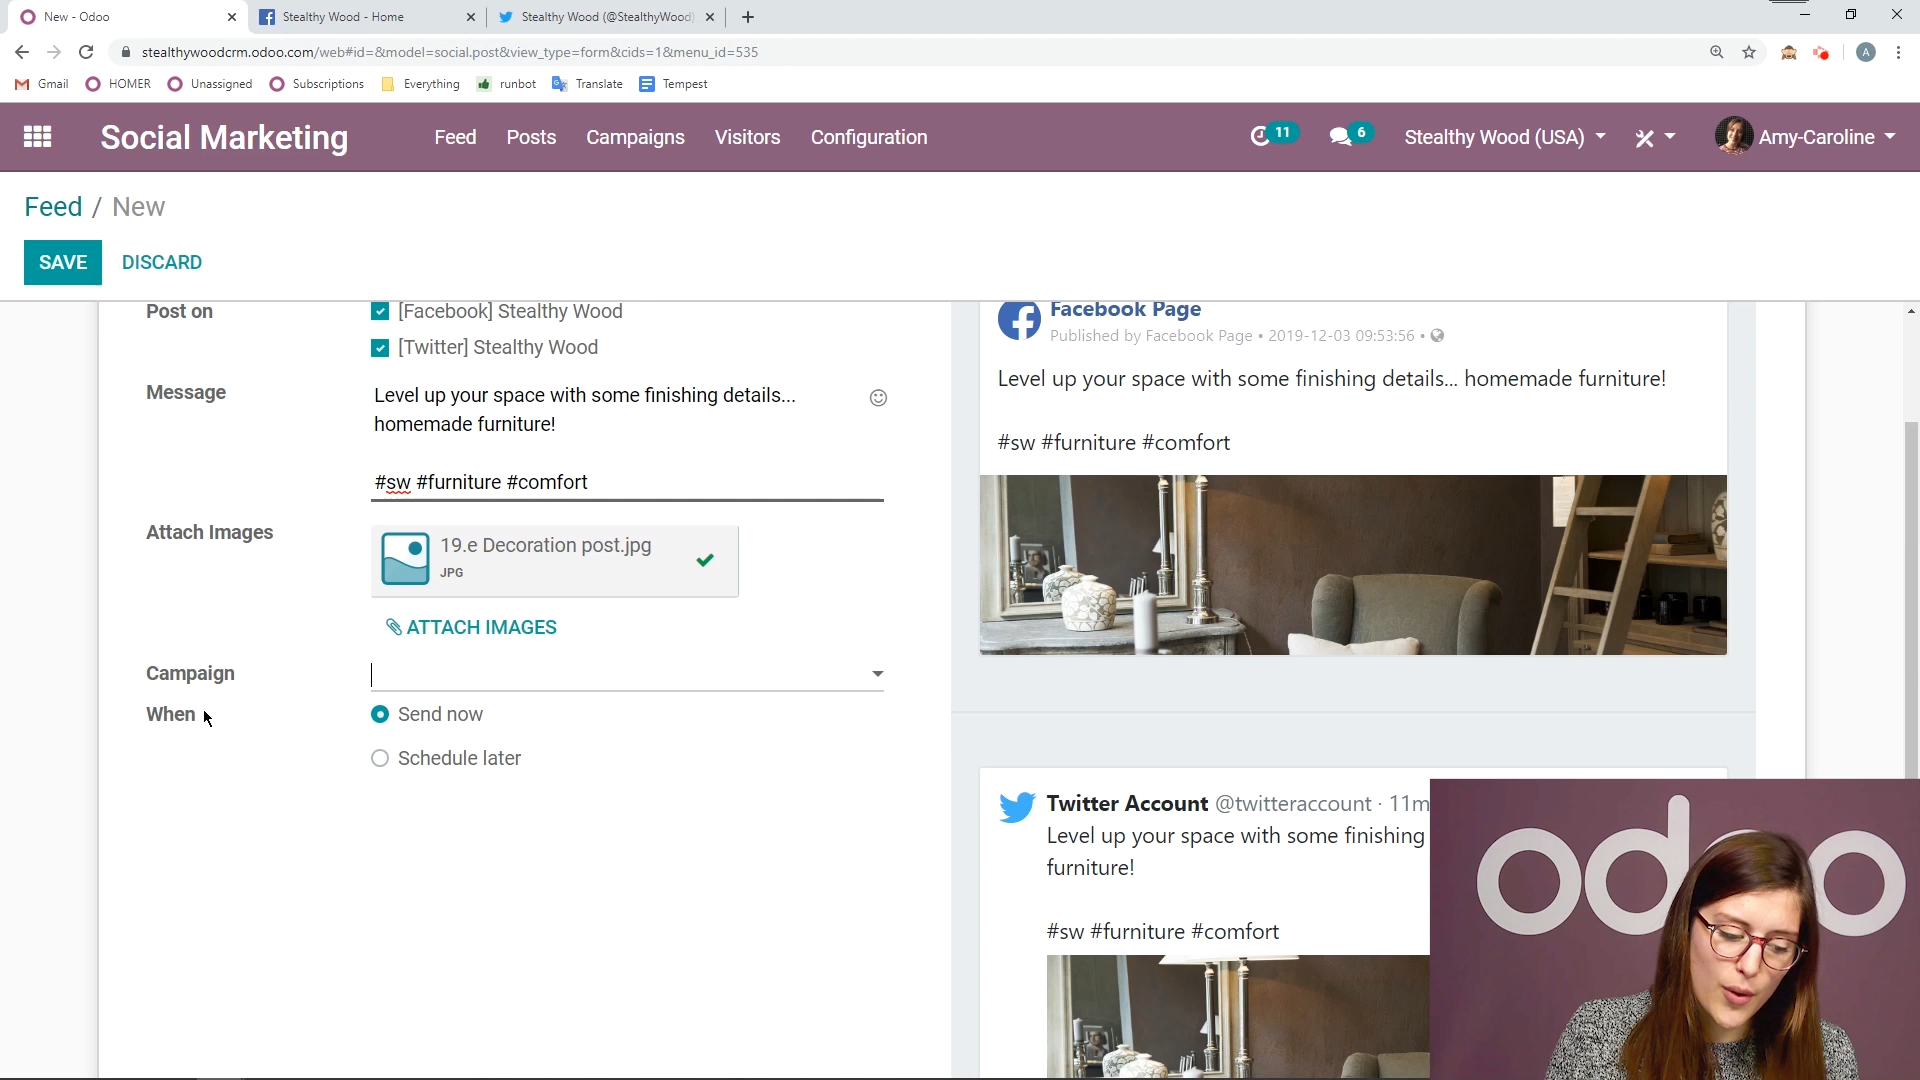 New - Odoo
Stealthy Wood - Home
Stealthy Wood (@StealthyWood)
stealthywoodcrm.odoo.com/web#id=&model=social.post&view_type=form&cids=1&menu_id=535
A
Gmail
HOMER
Unassigned
Subscriptions
Everything
runbot
Translate
Tempest
Social Marketing
Feed
Posts
Campaigns
Visitors
Configuration
11
6
Stealthy Wood (USA)
Amy-Caroline
Feed / New
SAVE
DISCARD
Post on
[Facebook] Stealthy Wood
[Twitter] Stealthy Wood
Message
Level up your space with some finishing details...
homemade furniture!
#sw #furniture #comfort
Attach Images
19.e Decoration post.jpg
JPG
ATTACH IMAGES
Campaign
When
Send now
Schedule later
Facebook Page
Published by Facebook Page • 2019-12-03 09:53:56 •
Level up your space with some finishing details... homemade furniture!
#sw #furniture #comfort
Twitter Account @twitteraccount · 11m
Level up your space with some finishing
furniture!
#sw #furniture #comfort
odoo